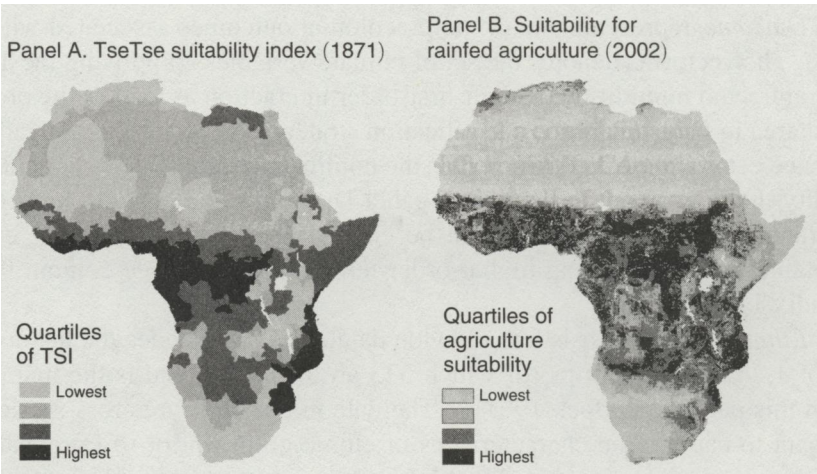 Panel A. TseTse suitability index (1871)
Panel B. Suitability for
rainfed agriculture (2002)
Quartiles
of TSI
Lowest
Highest
Quartiles of
agriculture
suitability
Lowest
Highest